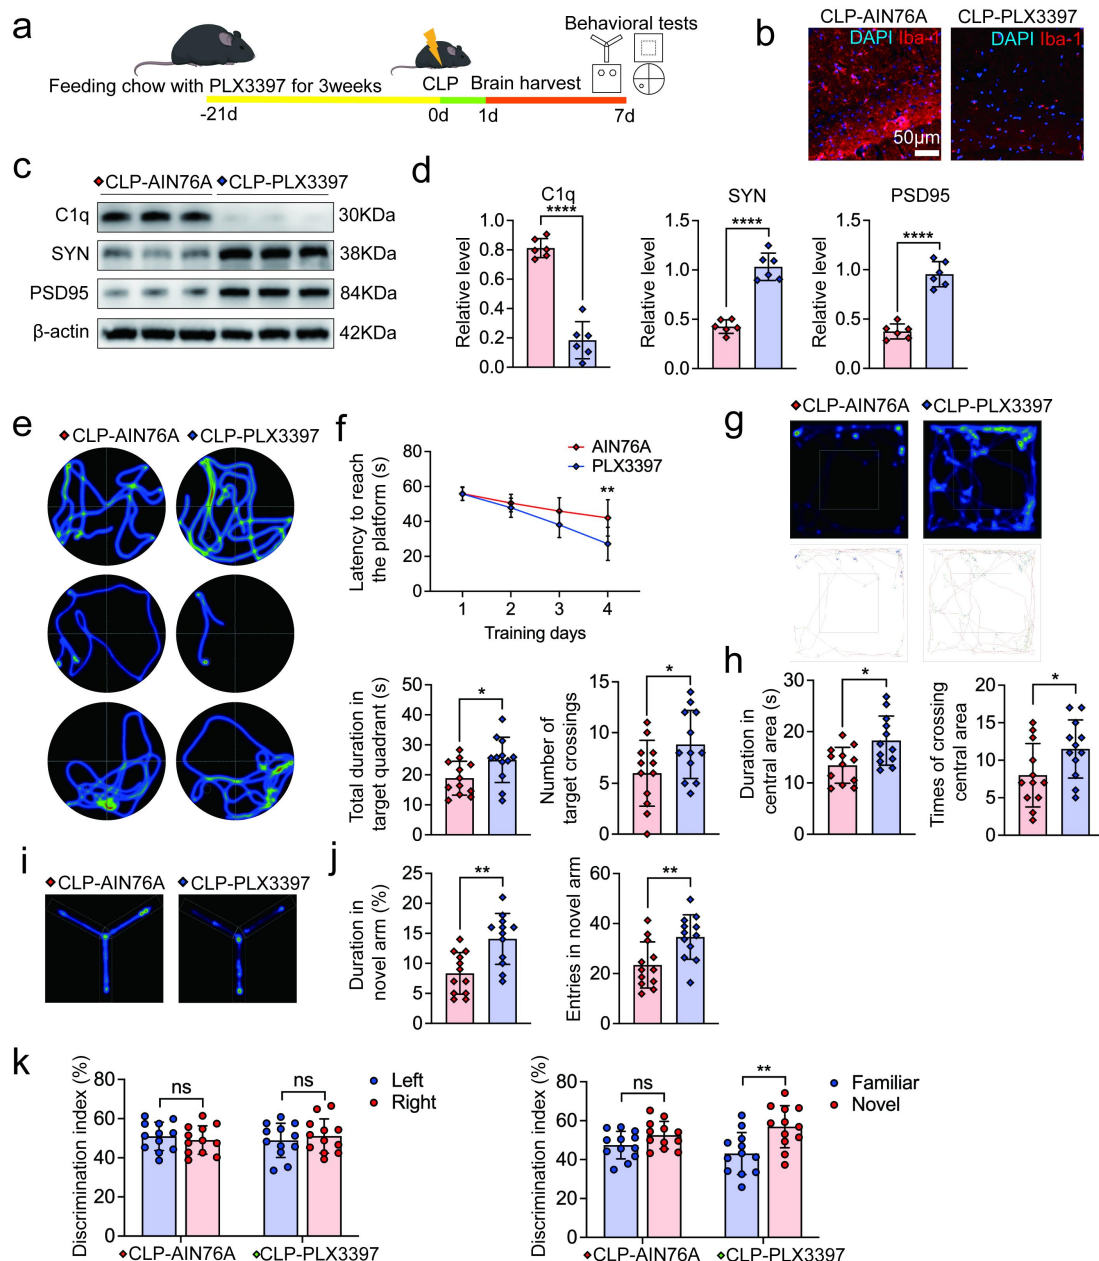 a
Feeding chow with PLX3397 for 3weeks
CLP
Brain harvest
Behavioral tests
-21d
0d
1d
7d
b
CLP-AIN76A
CLP-PLX3397
DAPI Iba-1
DAPI Iba-1
50μm
c
CLP-AIN76A
CLP-PLX3397
C1q
30KDa
SYN
38KDa
PSD95
84KDa
β-actin
42KDa
d
C1q
Relative level
1.0
0.8
0.6
0.4
0.2
0.0
****
SYN
Relative level
1.5
1.0
0.5
0.0
****
PSD95
Relative level
1.5
1.0
0.5
0.0
****
e
CLP-AIN76A
CLP-PLX3397
f
Latency to reach
the platform (s)
80
60
40
20
0
AIN76A
PLX3397
**
1
2
3
4
Training days
Total duration in
target quadrant (s)
50
40
30
20
10
0
*
Number of
target crossings
15
10
5
0
*
g
CLP-AIN76A
CLP-PLX3397
h
Duration in
central area (s)
30
20
10
0
*
Times of crossing
central area
20
15
10
5
0
*
i
CLP-AIN76A
CLP-PLX3397
j
Duration in
novel arm (%)
25
20
15
10
5
0
**
Entries in novel arm
60
40
20
0
**
k
Discrimination index (%)
80
60
40
20
0
ns
ns
Left
Right
CLP-AIN76A
CLP-PLX3397
Discrimination index (%)
80
60
40
20
0
ns
**
Familiar
Novel
CLP-AIN76A
CLP-PLX3397